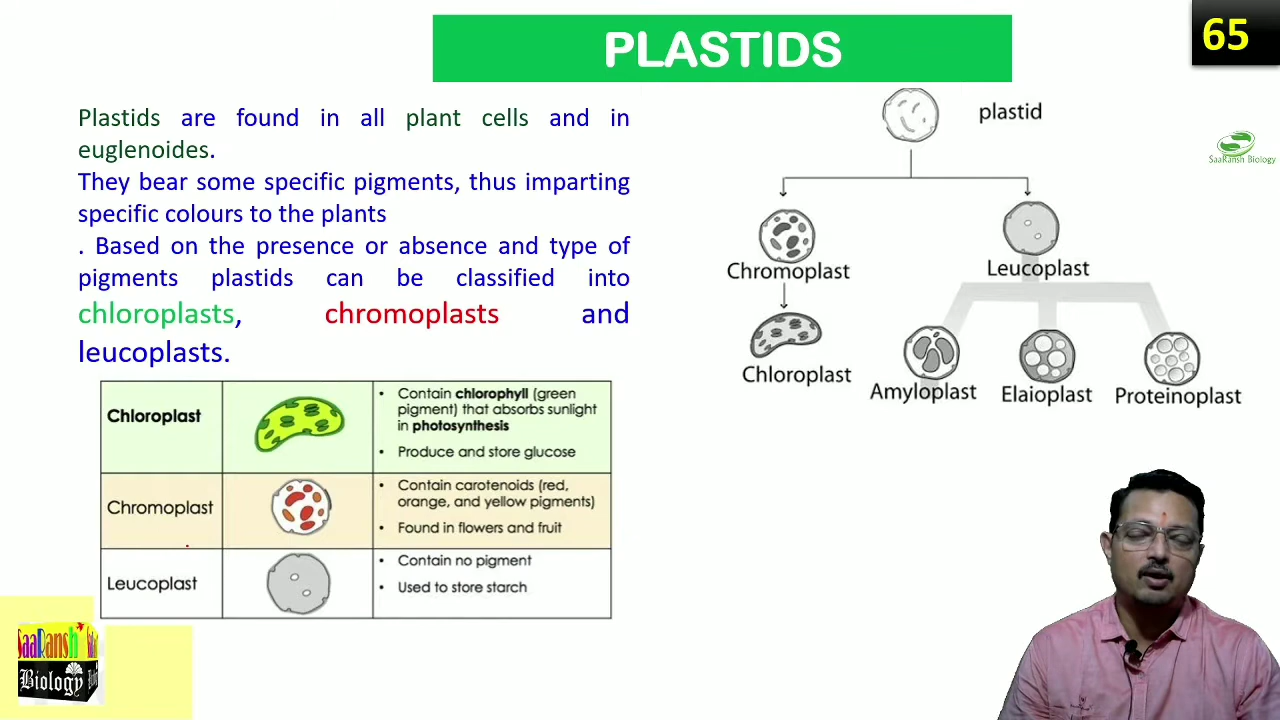 PLASTIDS
65
Plastids are found in all plant cells and in
euglenoides.
They bear some specific pigments, thus imparting
specific colours to the plants
. Based on the presence or absence and type of
pigments plastids can be classified into
chloroplasts, chromoplasts and
leucoplasts.
Chloroplast
• Contain chlorophyll (green
pigment) that absorbs sunlight
in photosynthesis
• Produce and store glucose
Chromoplast
• Contain carotenoids (red,
orange, and yellow pigments)
• Found in flowers and fruit
Leucoplast
• Contain no pigment
• Used to store starch
plastid
Chromoplast
Leucoplast
Chloroplast
Amyloplast
Elaioplast
Proteinoplast
SaaRansh Biology
SaaRansh
Biology